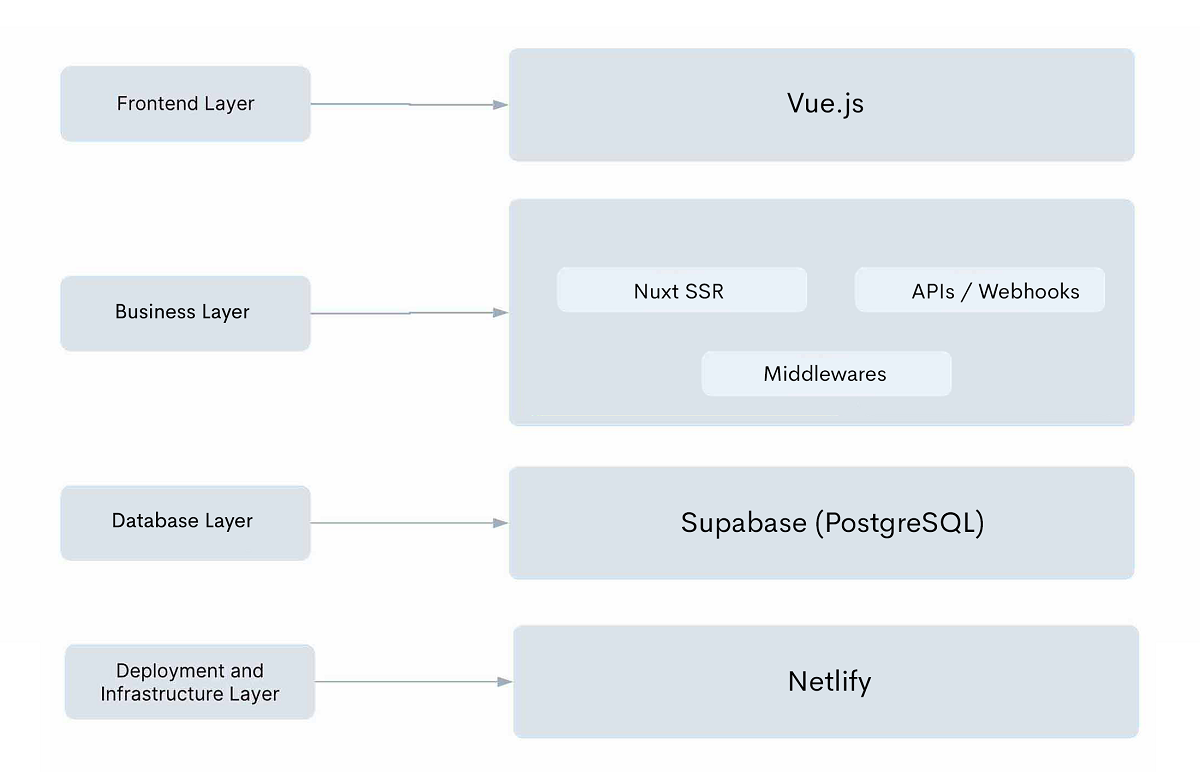 Frontend Layer
Vue.js
Business Layer
Nuxt SSR
APIs / Webhooks
Middlewares
Database Layer
Supabase (PostgreSQL)
Deployment and
Infrastructure Layer
Netlify